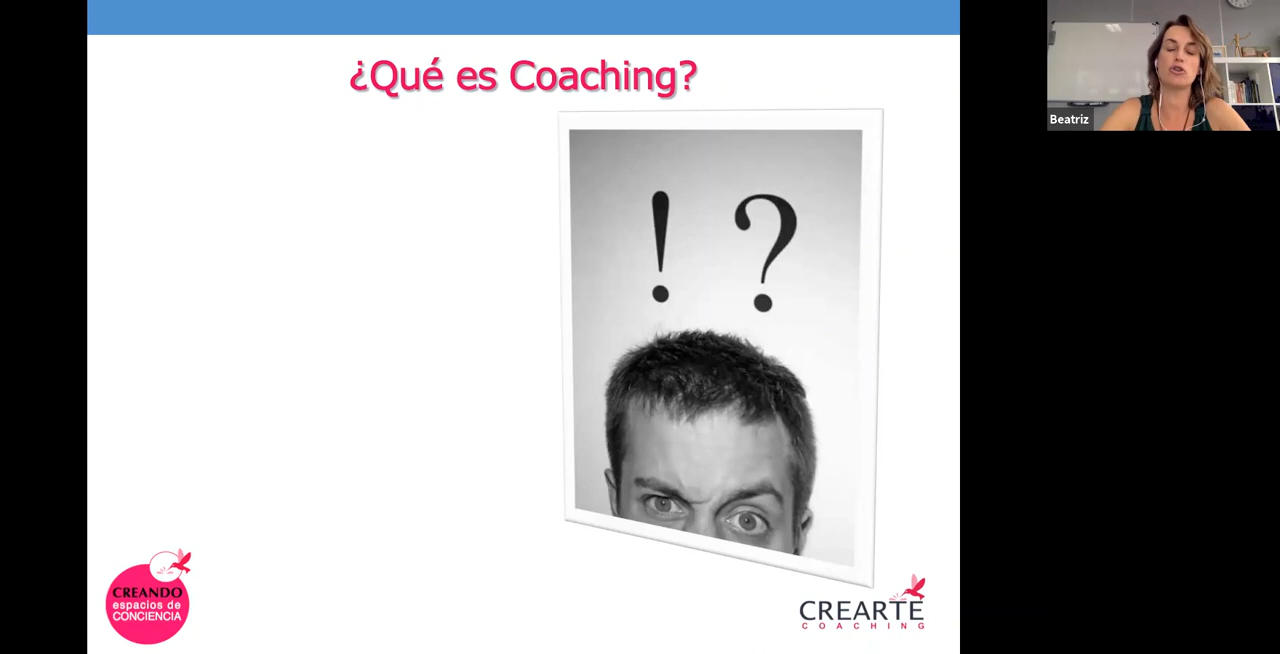 ¿Qué es Coaching?
Beatriz
! ?
CREANDO
espacios de
CONCIENCIA
CREARTE
COACHING